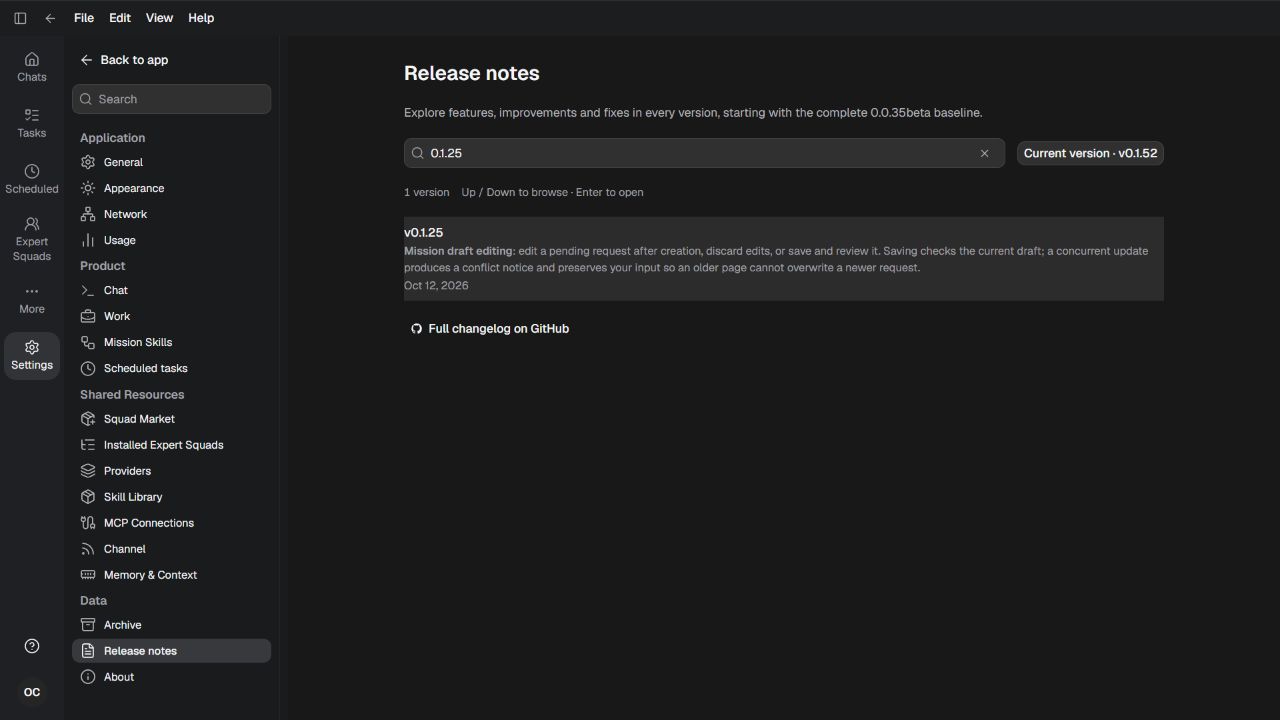 File Edit View Help
Chats
Tasks
Scheduled
Expert
Squads
More
Settings
OC
Back to app
Search
Application
General
Appearance
Network
Usage
Product
Chat
Work
Mission Skills
Scheduled tasks
Shared Resources
Squad Market
Installed Expert Squads
Providers
Skill Library
MCP Connections
Channel
Memory & Context
Data
Archive
Release notes
About
Release notes
Explore features, improvements and fixes in every version, starting with the complete 0.0.35beta baseline.
0.1.25
Current version · v0.1.52
1 version Up / Down to browse · Enter to open
v0.1.25
Mission draft editing: edit a pending request after creation, discard edits, or save and review it. Saving checks the current draft; a concurrent update
produces a conflict notice and preserves your input so an older page cannot overwrite a newer request.
Oct 12, 2026
Full changelog on GitHub